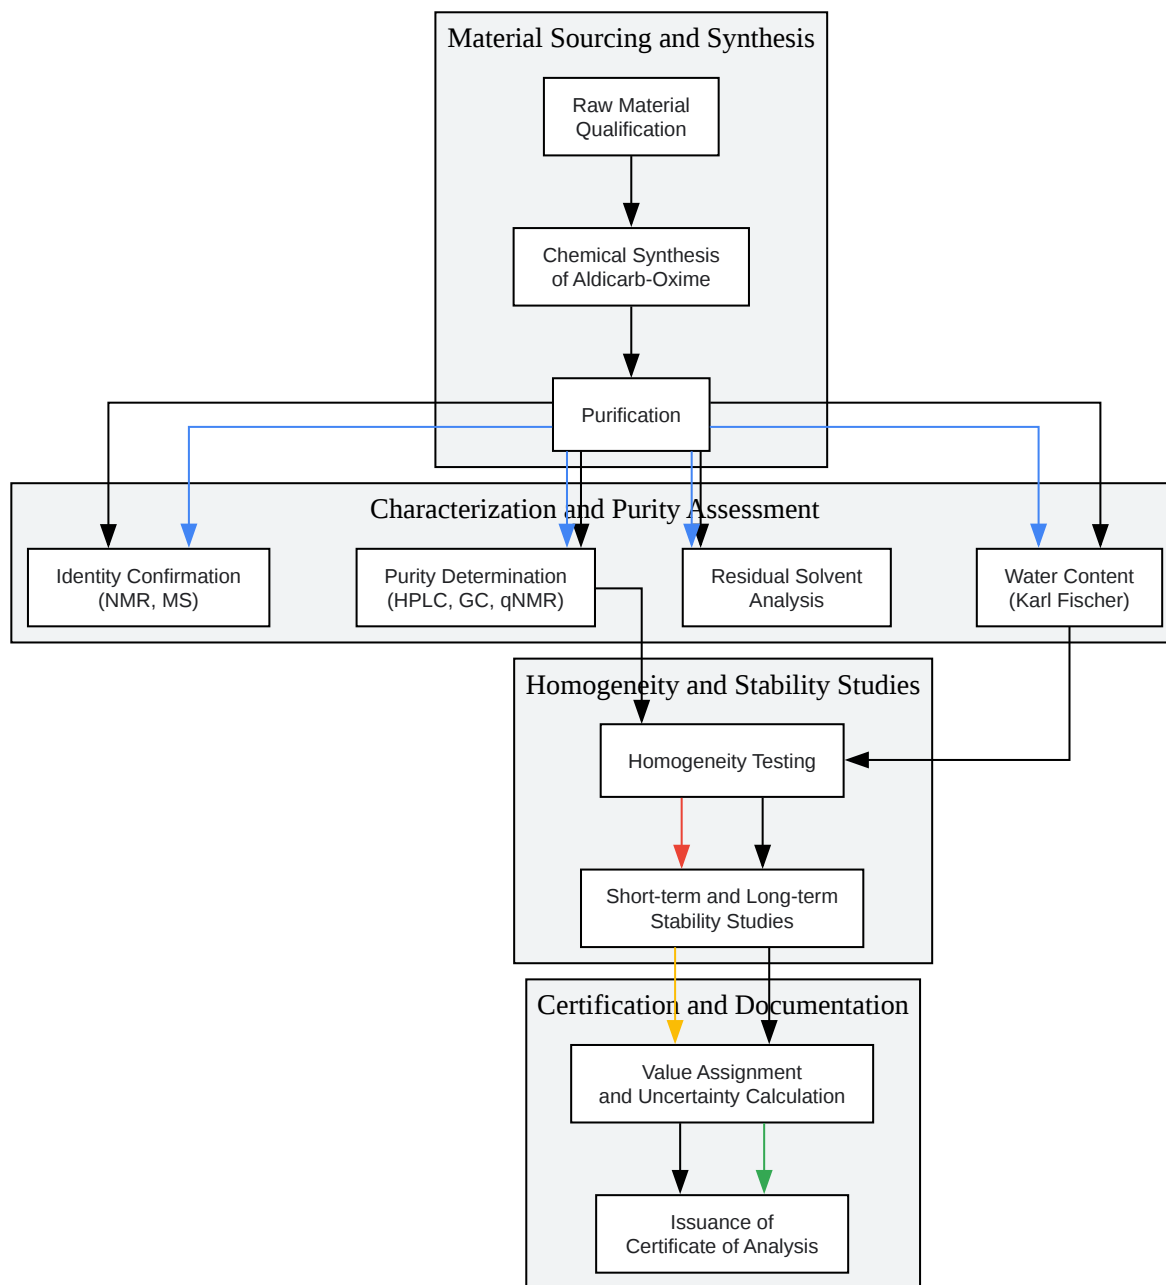 Material Sourcing and Synthesis
Raw Material
Qualification
Chemical Synthesis
of Aldicarb-Oxime
Purification
Characterization and Purity Assessment
Identity Confirmation
(NMR, MS)
Purity Determination
(HPLC, GC, qNMR)
Residual Solvent
Analysis
Water Content
(Karl Fischer)
Homogeneity and Stability Studies
Homogeneity Testing
Short-term and Long-term
Stability Studies
Certification and Documentation
Value Assignment
and Uncertainty Calculation
Issuance of
Certificate of Analysis